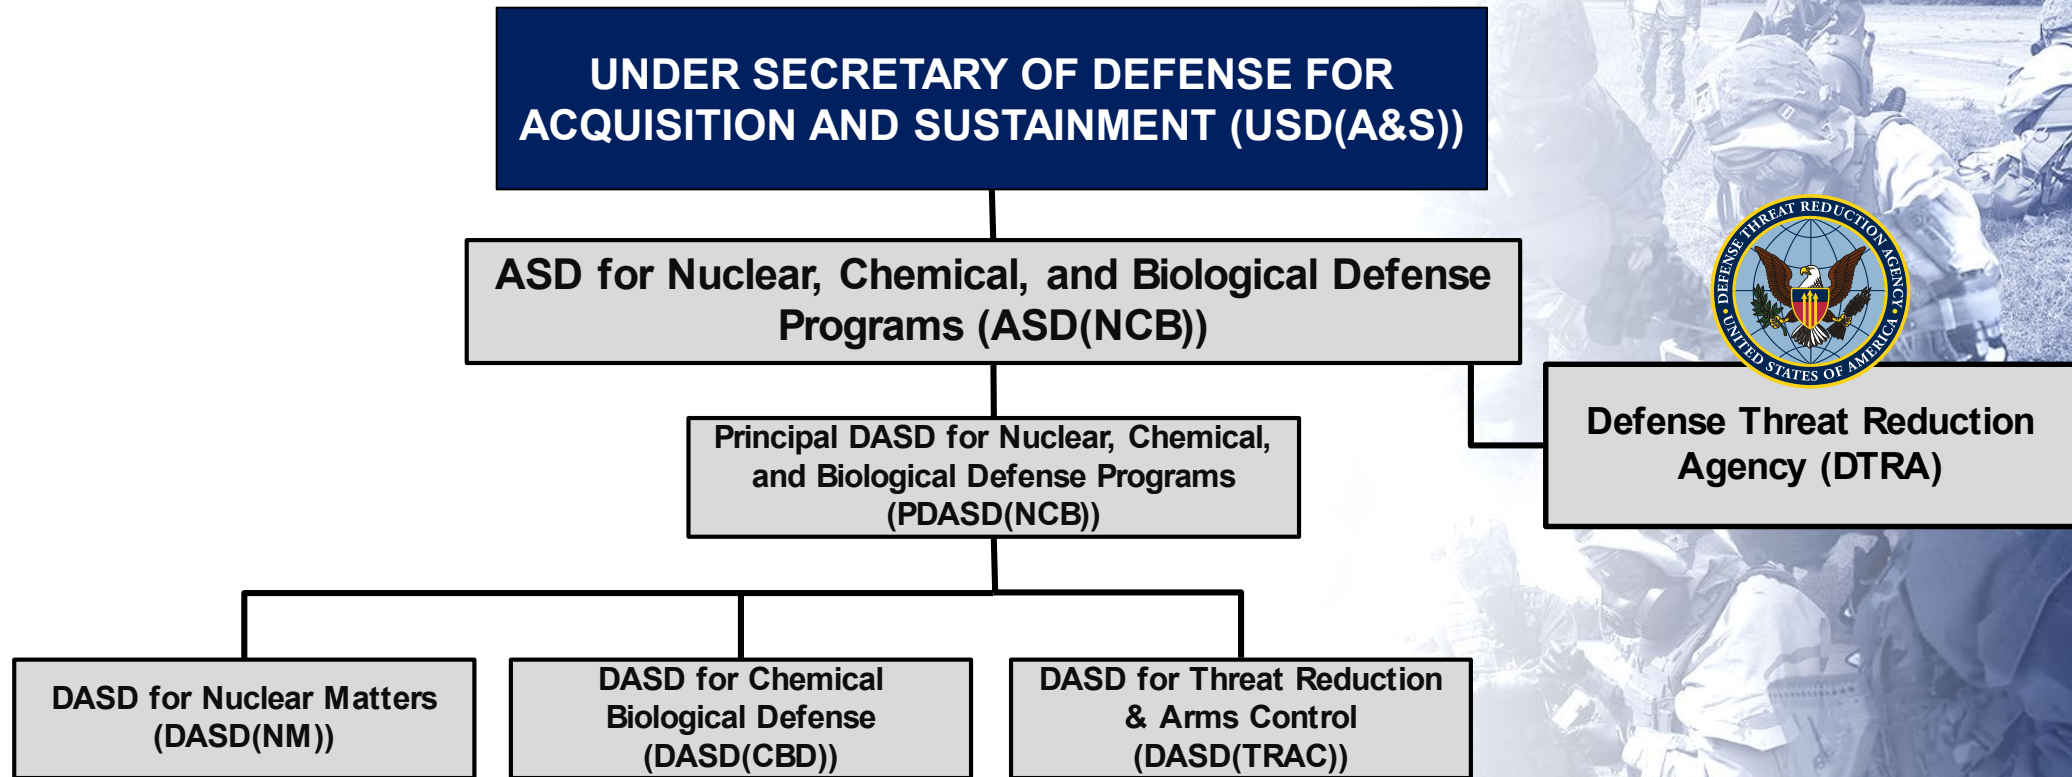 UNDER SECRETARY OF DEFENSE FOR
ACQUISITION AND SUSTAINMENT (USD(A&S))
ASD for Nuclear, Chemical, and Biological Defense
Programs (ASD(NCB))
DEFENSE THREAT REDUCTION AGENCY
UNITED STATES OF AMERICA
Defense Threat Reduction
Agency (DTRA)
Principal DASD for Nuclear, Chemical,
and Biological Defense Programs
(PDASD(NCB))
DASD for Nuclear Matters
(DASD(NM))
DASD for Chemical
Biological Defense
(DASD(CBD))
DASD for Threat Reduction
& Arms Control
(DASD(TRAC))